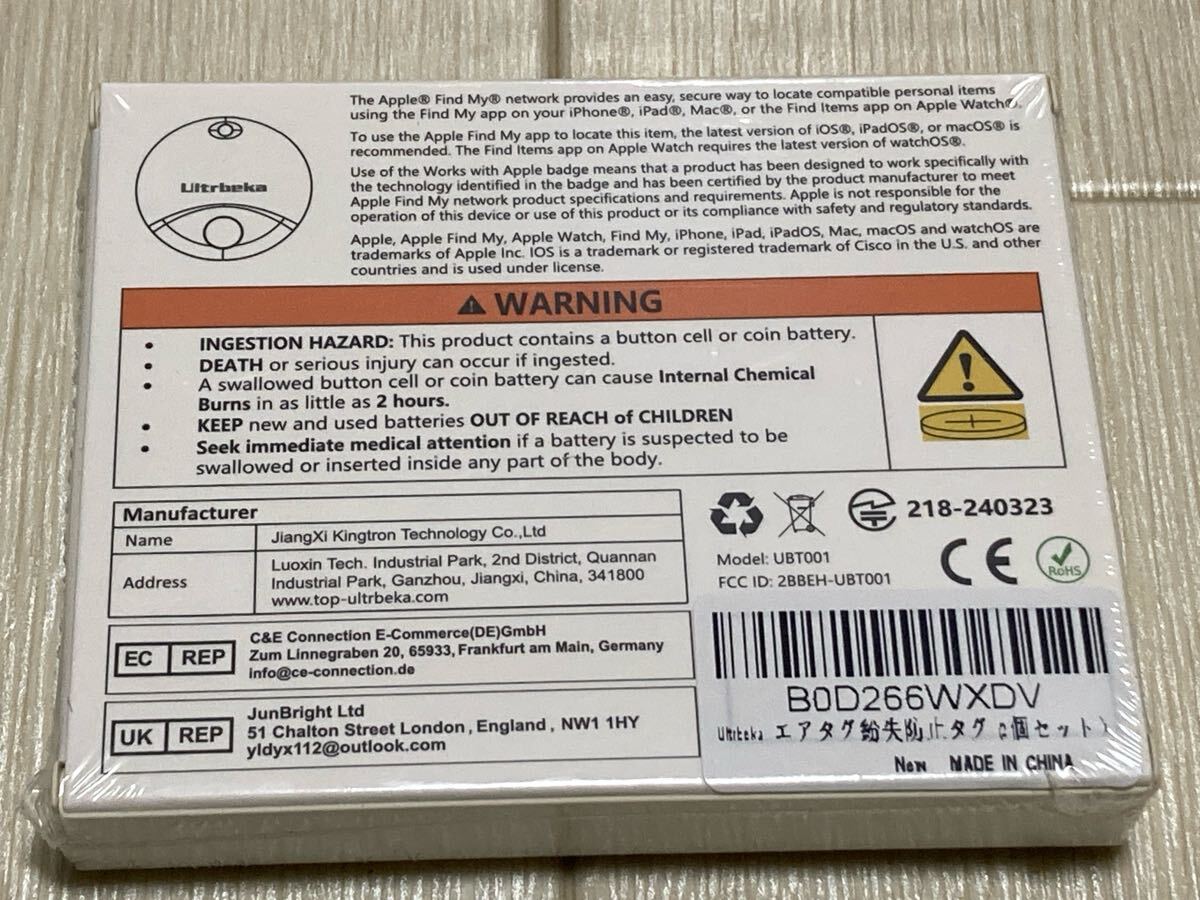 Ultrbeka
The Apple® Find My® network provides an easy, secure way to locate compatible personal items
using the Find My app on your iPhone®, iPad®, Mac®, or the Find Items app on Apple Watch®.
To use the Apple Find My app to locate this item, the latest version of iOS®, iPadOS®, or macOS® is
recommended. The Find Items app on Apple Watch requires the latest version of watchOS®.
Use of the Works with Apple badge means that a product has been designed to work specifically with
the technology identified in the badge and has been certified by the product manufacturer to meet
Apple Find My network product specifications and requirements. Apple is not responsible for the
operation of this device or use of this product or its compliance with safety and regulatory standards.
Apple, Apple Find My, Apple Watch, Find My, iPhone, iPad, iPadOS, Mac, macOS and watchOS are
trademarks of Apple Inc. IOS is a trademark or registered trademark of Cisco in the U.S. and other
countries and is used under license.
WARNING
• INGESTION HAZARD: This product contains a button cell or coin battery.
• DEATH or serious injury can occur if ingested.
• A swallowed button cell or coin battery can cause Internal Chemical
Burns in as little as 2 hours.
• KEEP new and used batteries OUT OF REACH of CHILDREN
• Seek immediate medical attention if a battery is suspected to be
swallowed or inserted inside any part of the body.
Manufacturer
Name JiangXi Kingtron Technology Co.,Ltd
Address Luoxin Tech. Industrial Park, 2nd District, Quannan
Industrial Park, Ganzhou, Jiangxi, China, 341800
www.top-ultrbeka.com
218-240323
Model: UBT001
FCC ID: 2BBEH-UBT001
CE
RoHS
EC REP
C&E Connection E-Commerce(DE)GmbH
Zum Linnegraben 20, 65933, Frankfurt am Main, Germany
info@ce-connection.de
UK REP
JunBright Ltd
51 Chalton Street London, England, NW1 1HY
yldyx112@outlook.com
B0D266WXDV
Ultrbeka エアタグ紛失防止タグ 個セット)
New MADE IN CHINA